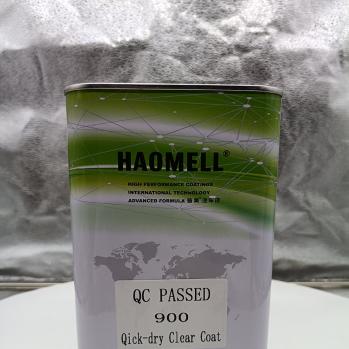 HAOMELL®
HIGH PERFORMANCE COATINGS
INTERNATIONAL TECHNOLOGY
ADVANCED FORMULA
QC PASSED
900
Qick-dry Clear Coat